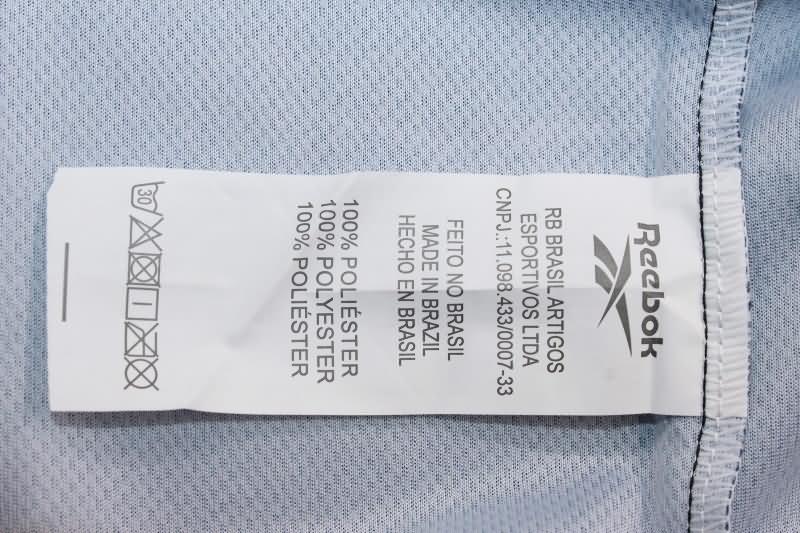 Reebok
RB BRASIL ARTIGOS
ESPORTIVOS LTDA
CNPJ.:11.098.433/0007-33
FEITO NO BRASIL
MADE IN BRAZIL
HECHO EN BRASIL
100% POLIÉSTER
100% POLYESTER
100% POLIÉSTER
30